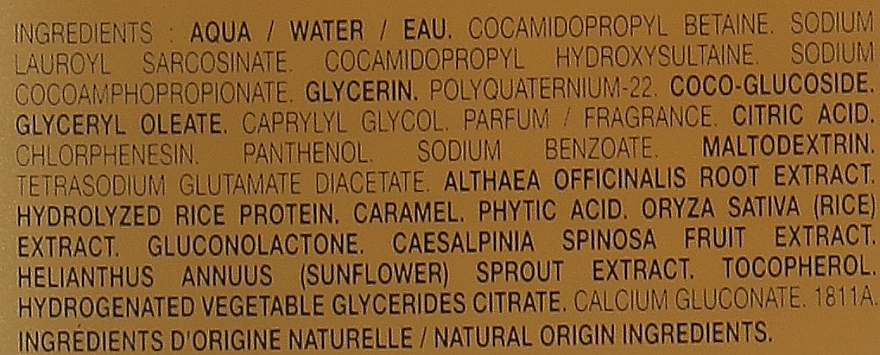 INGREDIENTS : AQUA / WATER / EAU. COCAMIDOPROPYL BETAINE. SODIUM
LAUROYL SARCOSINATE. COCAMIDOPROPYL HYDROXYSULTAINE. SODIUM
COCOAMPHOPROPIONATE. GLYCERIN. POLYQUATERNIUM-22. COCO-GLUCOSIDE.
GLYCERYL OLEATE. CAPRYLYL GLYCOL. PARFUM / FRAGRANCE. CITRIC ACID.
CHLORPHENESIN. PANTHENOL. SODIUM BENZOATE. MALTODEXTRIN.
TETRASODIUM GLUTAMATE DIACETATE. ALTHAEA OFFICINALIS ROOT EXTRACT.
HYDROLYZED RICE PROTEIN. CARAMEL. PHYTIC ACID. ORYZA SATIVA (RICE)
EXTRACT. GLUCONOLACTONE. CAESALPINIA SPINOSA FRUIT EXTRACT.
HELIANTHUS ANNUUS (SUNFLOWER) SPROUT EXTRACT. TOCOPHEROL.
HYDROGENATED VEGETABLE GLYCERIDES CITRATE. CALCIUM GLUCONATE. 1811A.
INGRÉDIENTS D'ORIGINE NATURELLE / NATURAL ORIGIN INGREDIENTS.